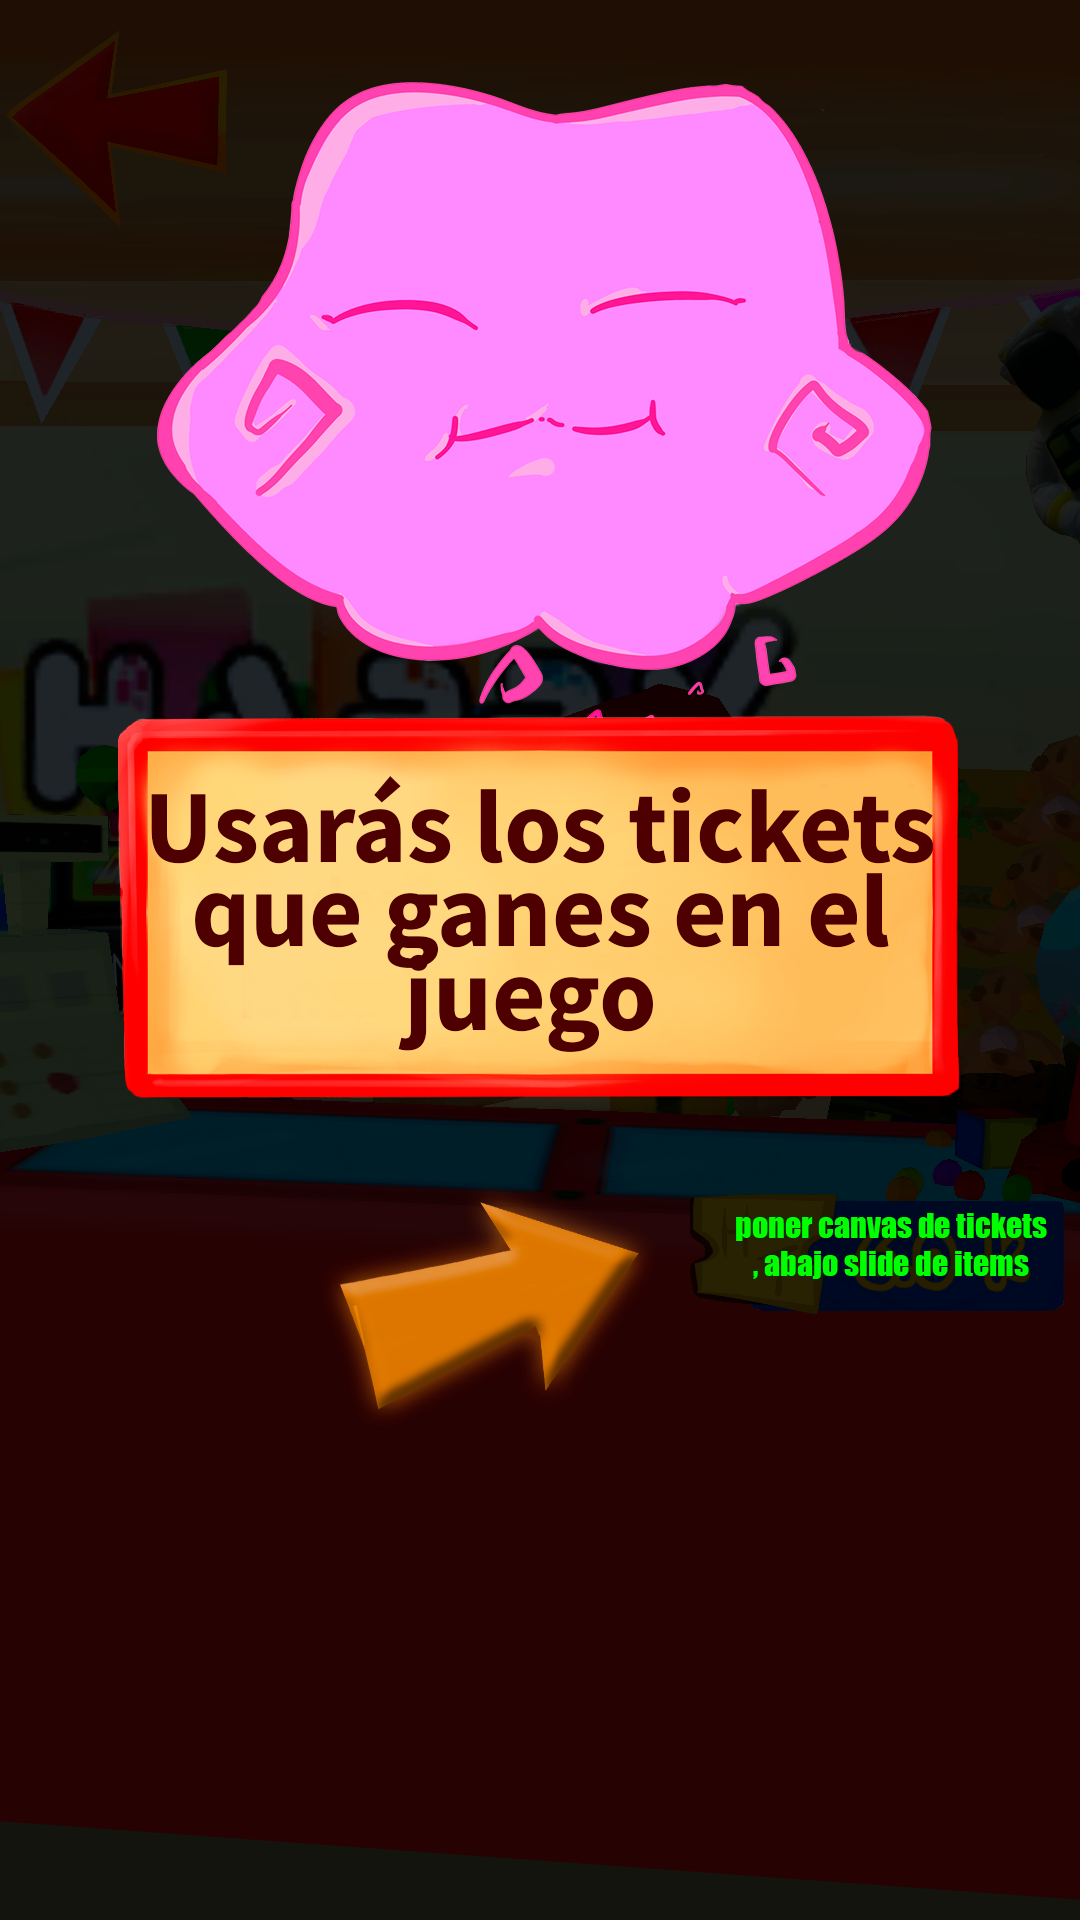 Usarás los tickets
que ganes en el
juego
poner canvas de tickets
, abajo slide de items